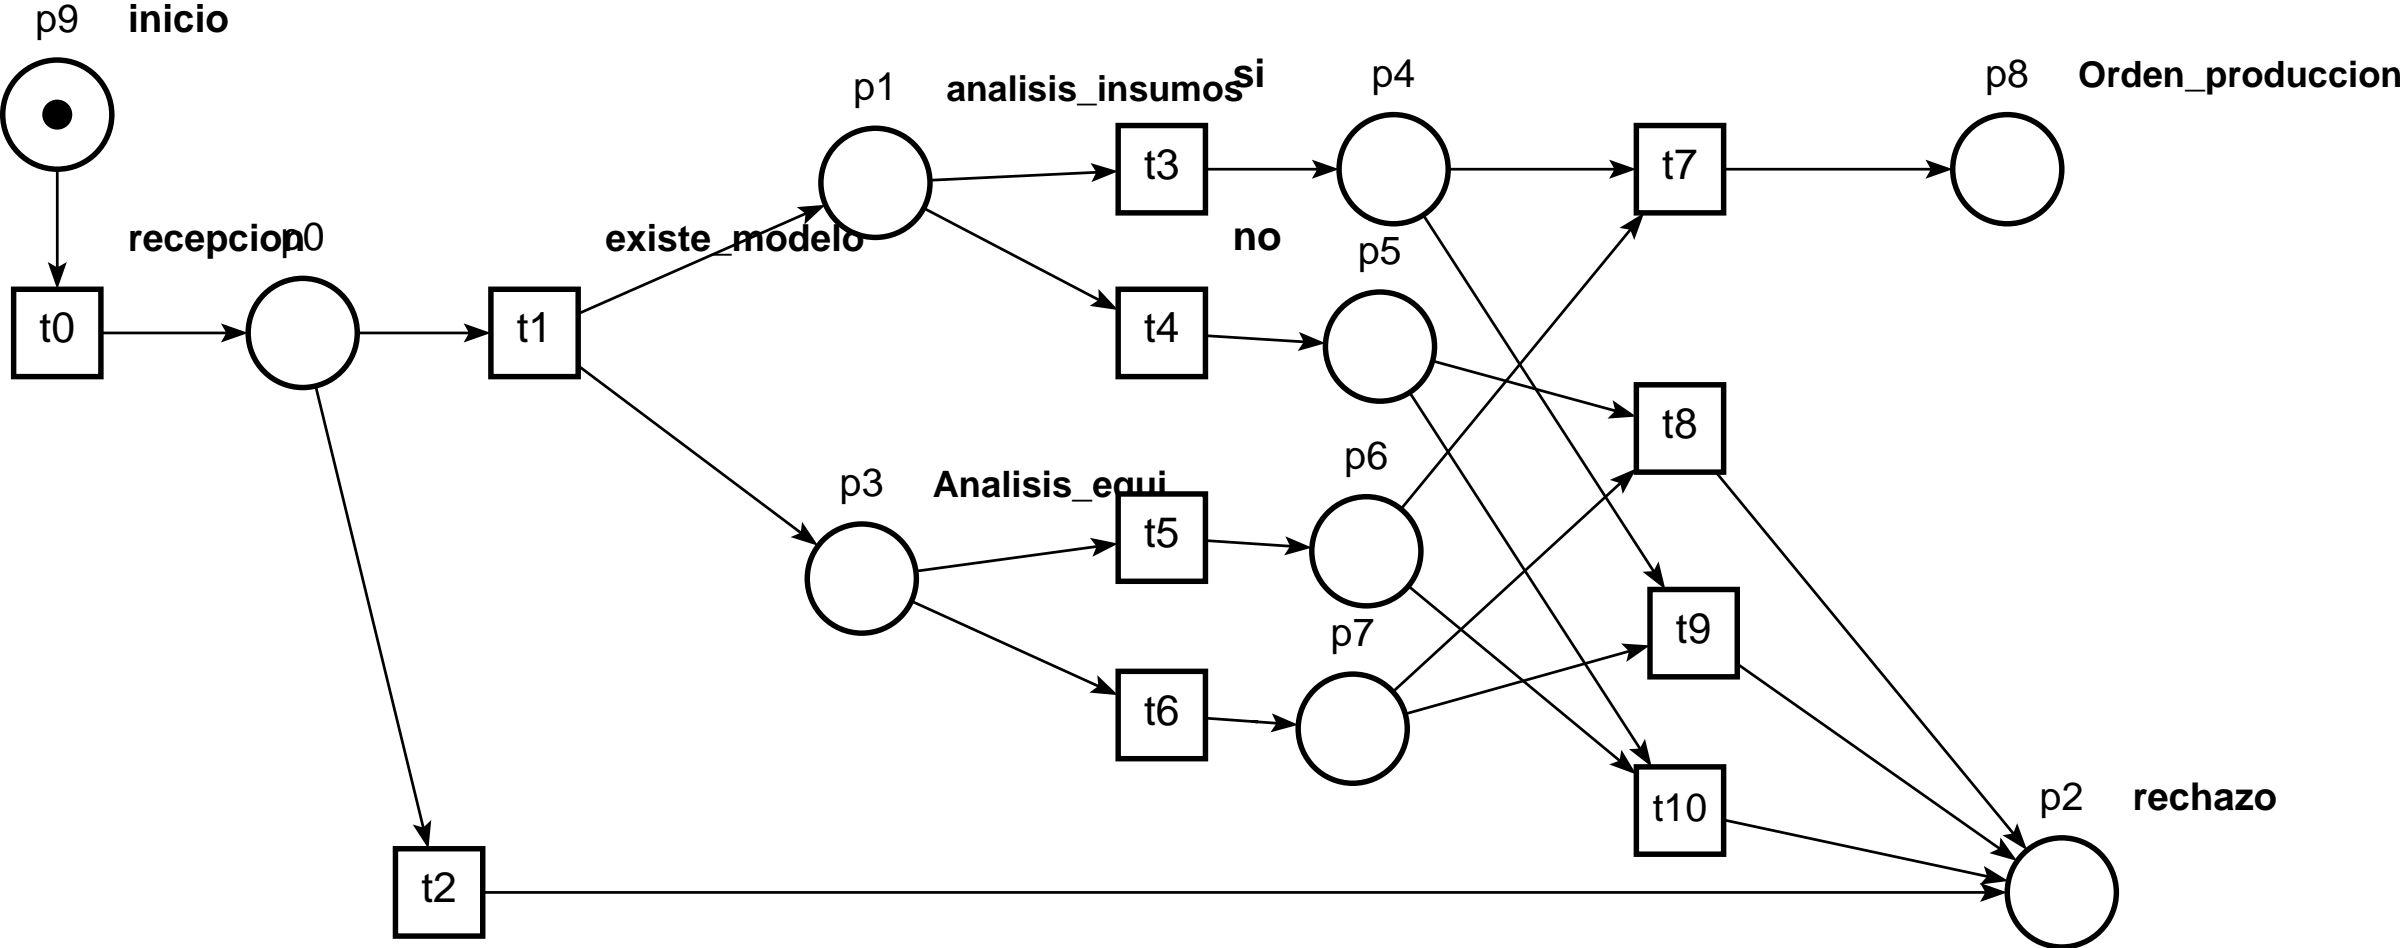 p9 inicio
p1 analisis_insumos si p4 p8 Orden_produccion
t3 t7
recepcion p0 existe_modelo no p5
t0 t1 t4
t8
p6
p3 Analisis_equi
t5
p7 t9
t6
p2 rechazo
t10
t2